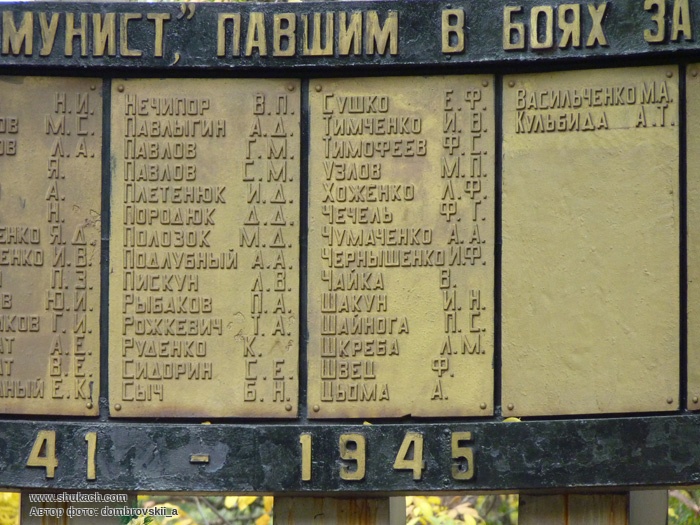 МУНИСТ", ПАВШИМ В БОЯХ ЗА
Н.И.
М.С.
Л.А.
Я.
А.
Н.
ЕНКО Я.Д.
ЕНКО И.В.
П.З.
Ю.И.
Г.И.
А.Е.
В.Е.
Е.К.
НЕЧИПОР В.П.
ПАВЛЫГИН А.Д.
ПАВЛОВ Г.М.
ПАВЛОВ С.М.
ПЛЕТЕНЮК И.Д.
ПОРОДЮК Д.Д.
ПОЛОЗОК М.Д.
ПОДЛУБНЫЙ А.А.
ПИСКУН Л.В.
РЫБАКОВ П.А.
РОЖКЕВИЧ Т.А.
РУДЕНКО К.
СИДОРИН С.Е.
СЫЧ Б.Н.
СУШКО Е.Ф.
ТИМЧЕНКО И.В.
ТИМОФЕЕВ Ф.С.
УЗЛОВ М.П.
ХОЖЕНКО Л.Ф.
ЧЕЧЕЛЬ Ф.Г.
ЧУМАЧЕНКО А.А.
ЧЕРНЫШЕНКО И.Ф.
ЧАЙКА В.
ШАКУН И.Н.
ШАЙНОГА П.С.
ШКРЕБА Л.М.
ШВЕЦ Ф.
ЦЬОМА А.
ВАСИЛЬЧЕНКО М.А.
КУЛЬБИДА А.Т.
41 - 1945
www.shukach.com
Автор фото: dombrovskii_a